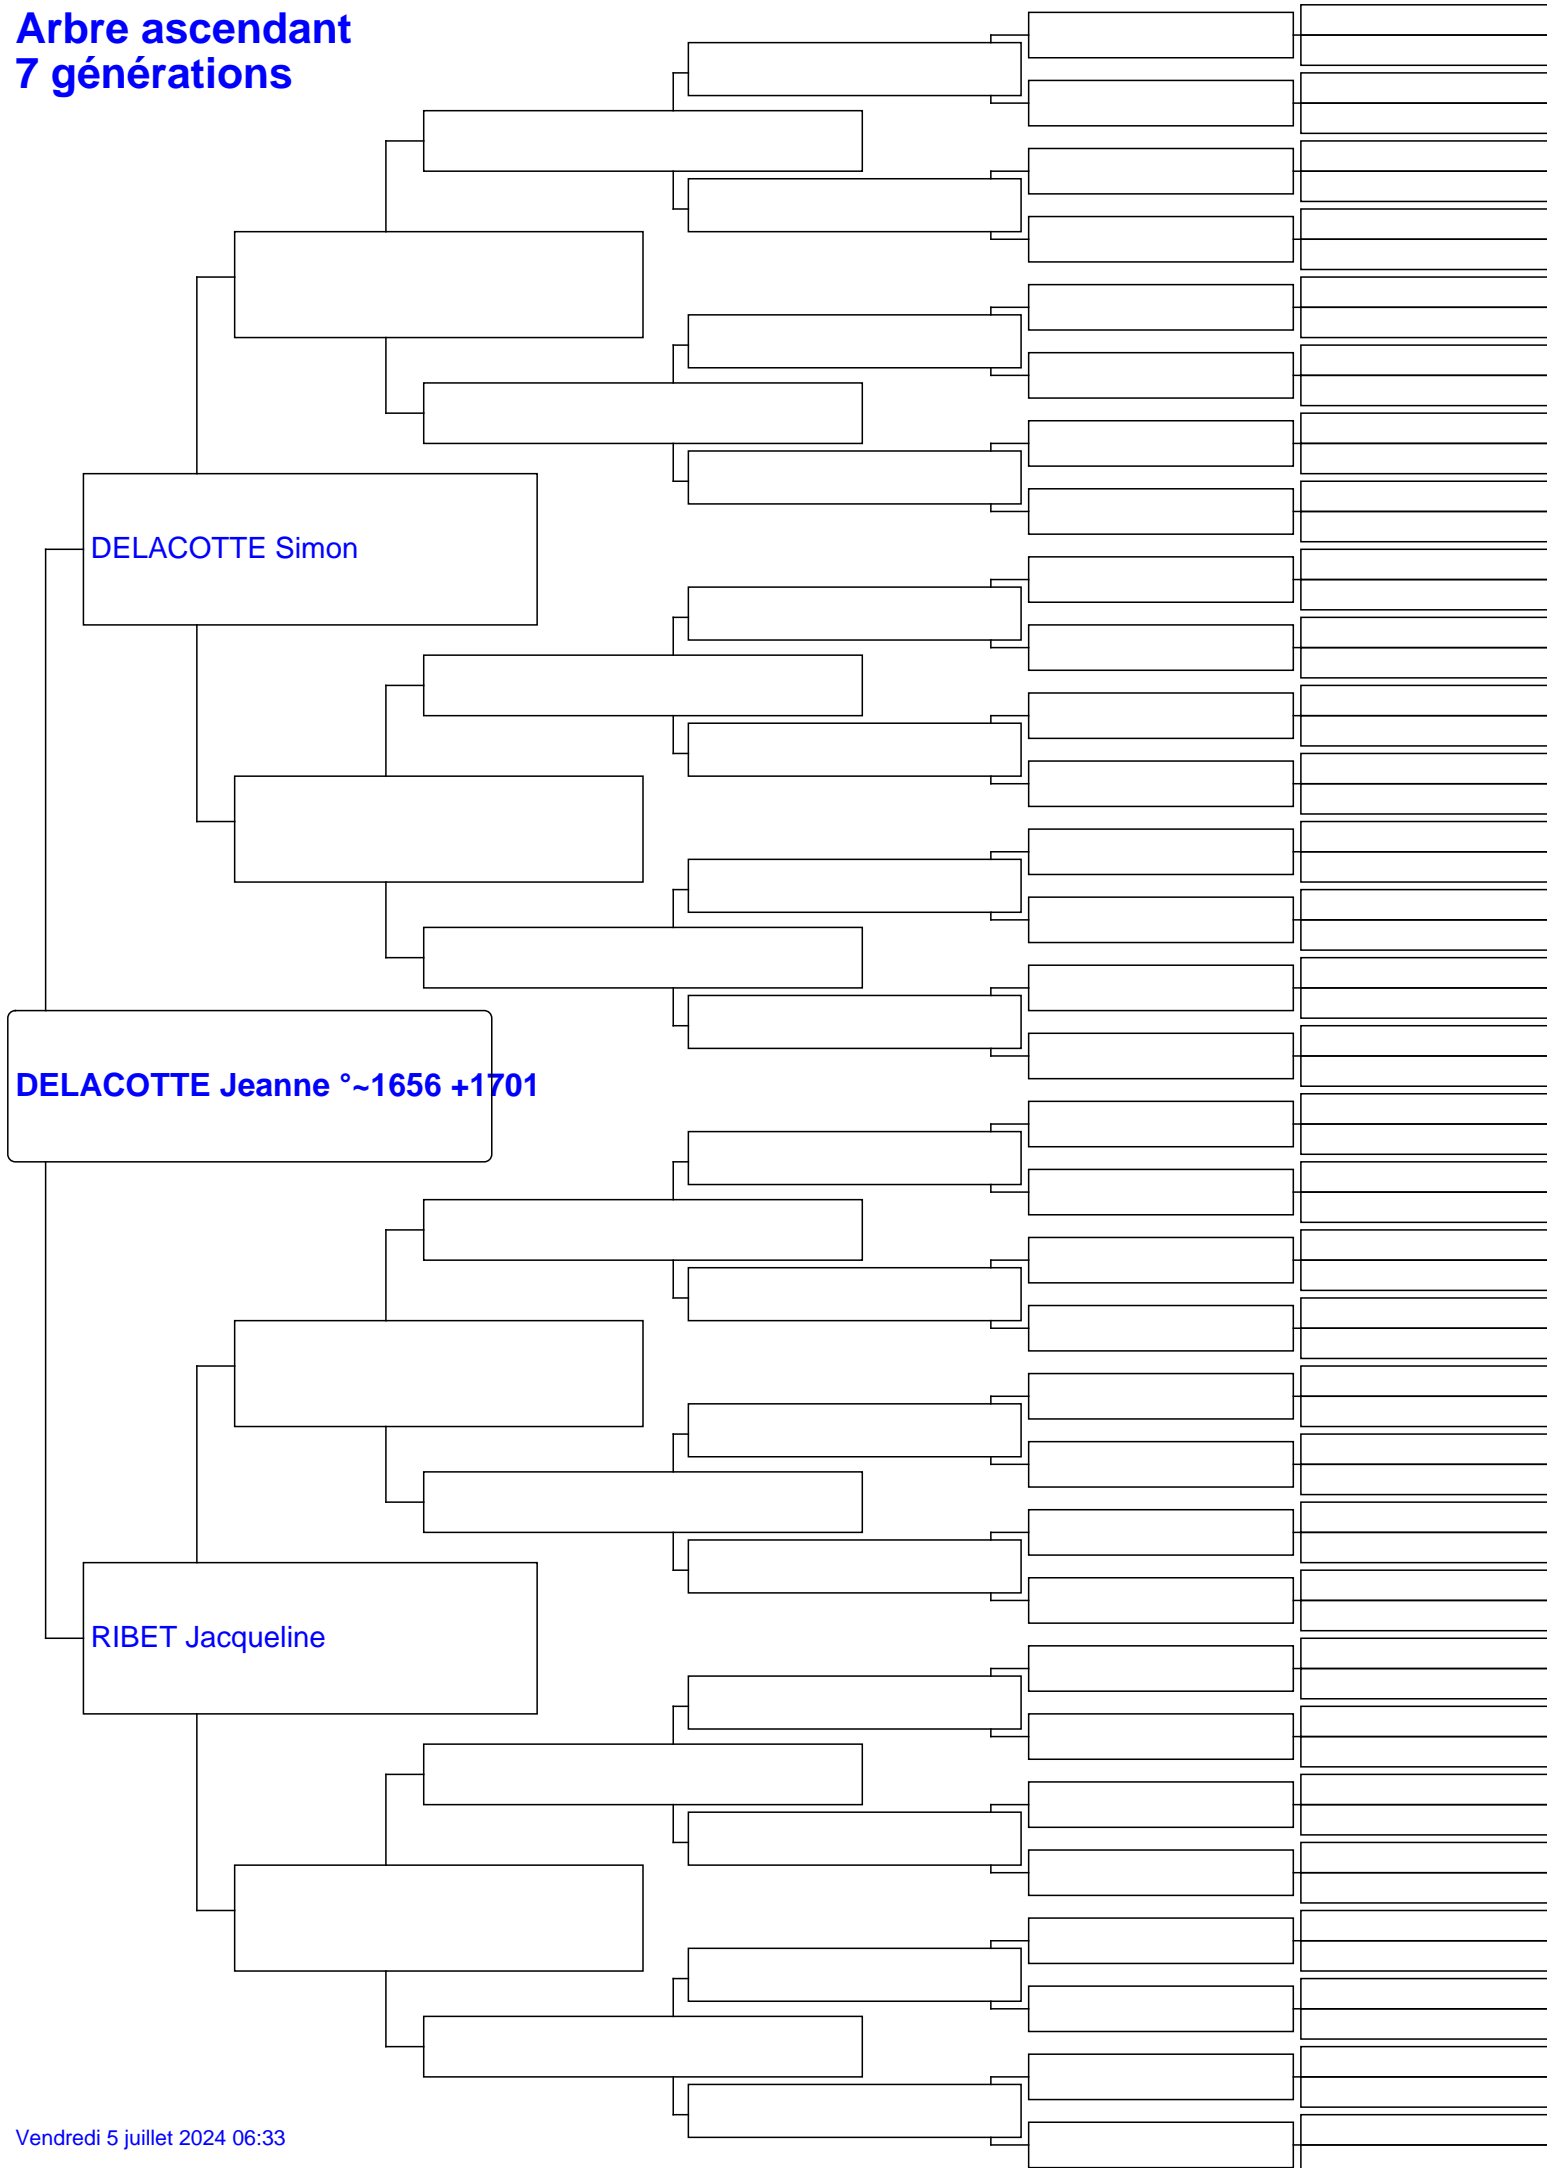 Arbre ascendant
7 générations
DELACOTTE Simon
DELACOTTE Jeanne °~1656 +1701
RIBET Jacqueline
Vendredi 5 juillet 2024 06:33